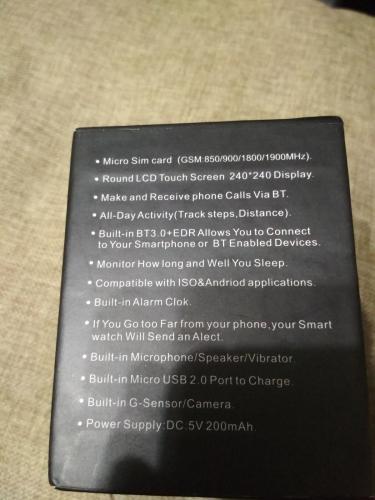 • Micro Sim card (GSM:850/900/1800/1900MHz).
• Round LCD Touch Screen 240*240 Display.
• Make and Receive phone Calls Via BT.
• All-Day Activity(Track steps,Distance).
• Built-in BT3.0+EDR Allows You to Connect
to Your Smartphone or BT Enabled Devices.
• Monitor How long and Well You Sleep.
• Compatible with ISO&Andriod applications.
• Built-in Alarm Clok.
• If You Go too Far from your phone,your Smart
watch Will Send an Alect.
• Built-in Microphone/Speaker/Vibrator.
• Built-in Micro USB 2.0 Port to Charge.
• Built-in G-Sensor/Camera.
• Power Supply:DC.5V 200mAh.